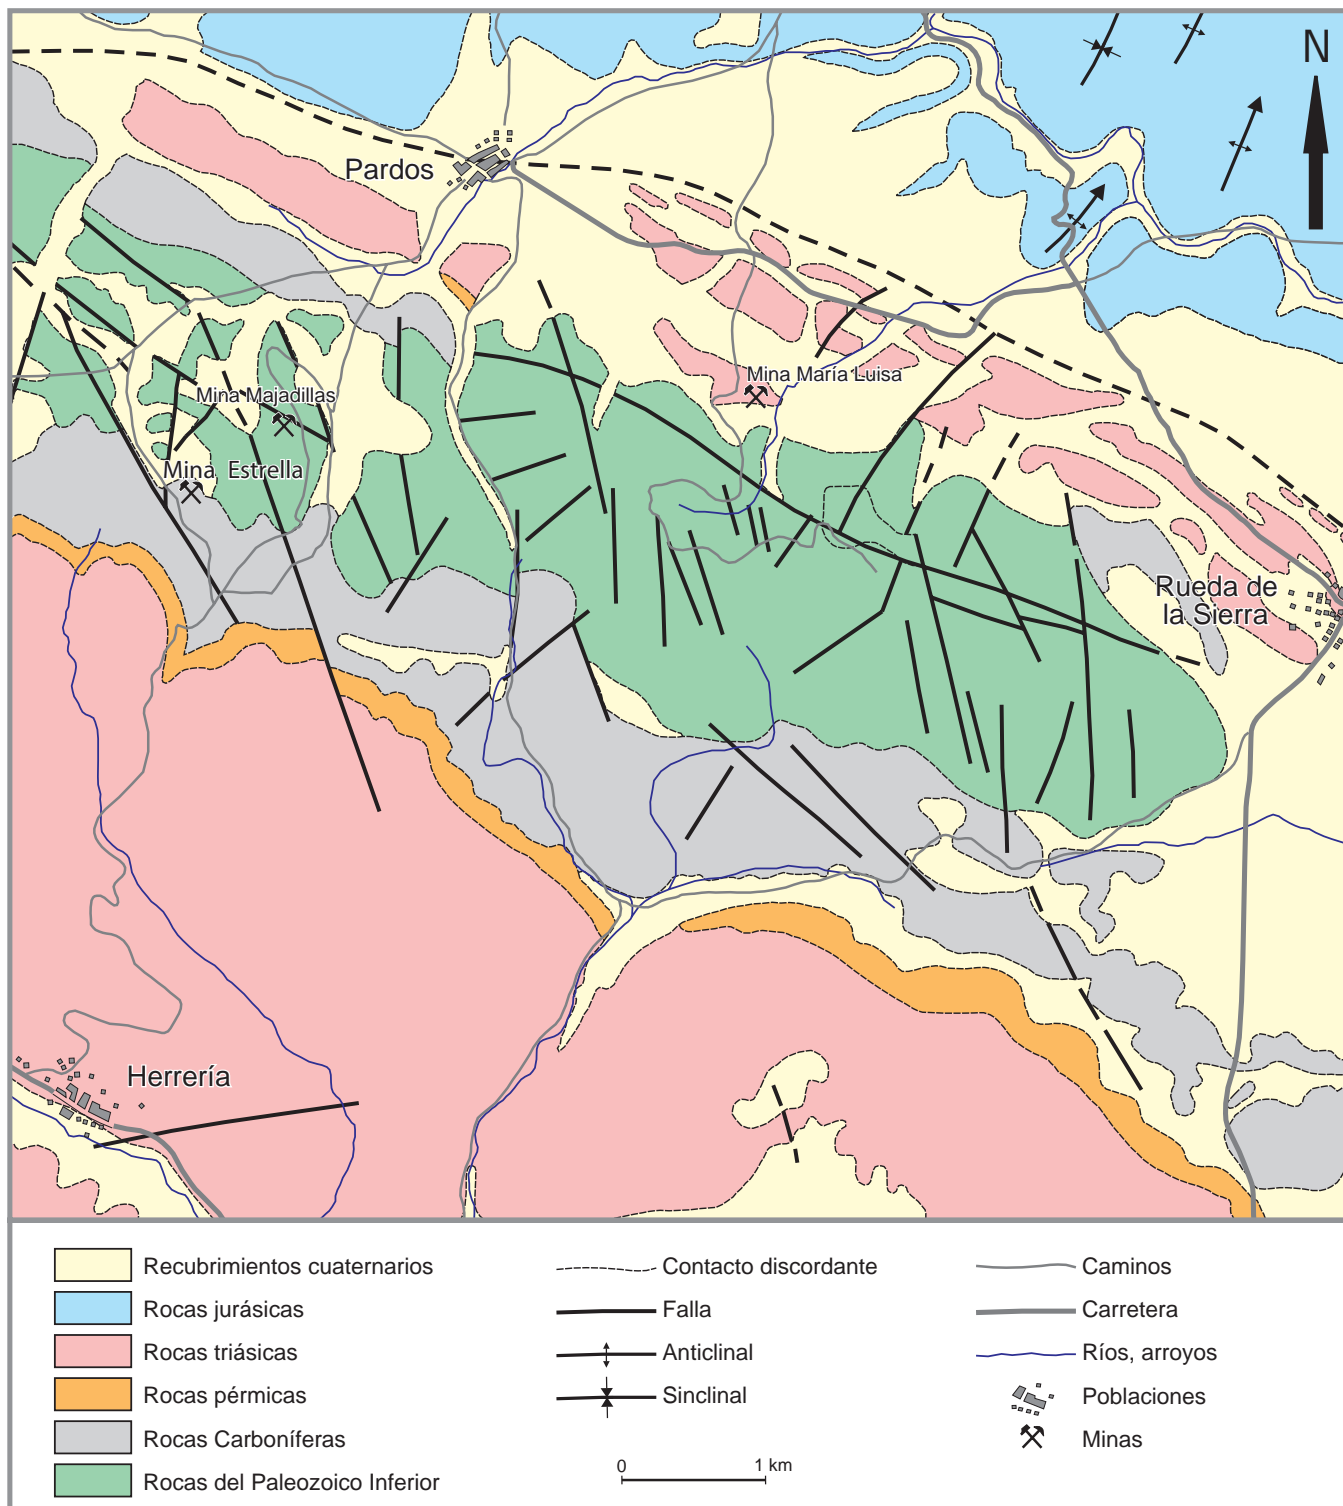 N
Pardos
Mina María Luisa
Mina Majadillas
Mina Estrella
Rueda de
la Sierra
Herrería
Recubrimientos cuaternarios
Rocas jurásicas
Rocas triásicas
Rocas pérmicas
Rocas Carboníferas
Rocas del Paleozoico Inferior
Contacto discordante
Falla
Anticlinal
Sinclinal
0 1 km
Caminos
Carretera
Ríos, arroyos
Poblaciones
Minas